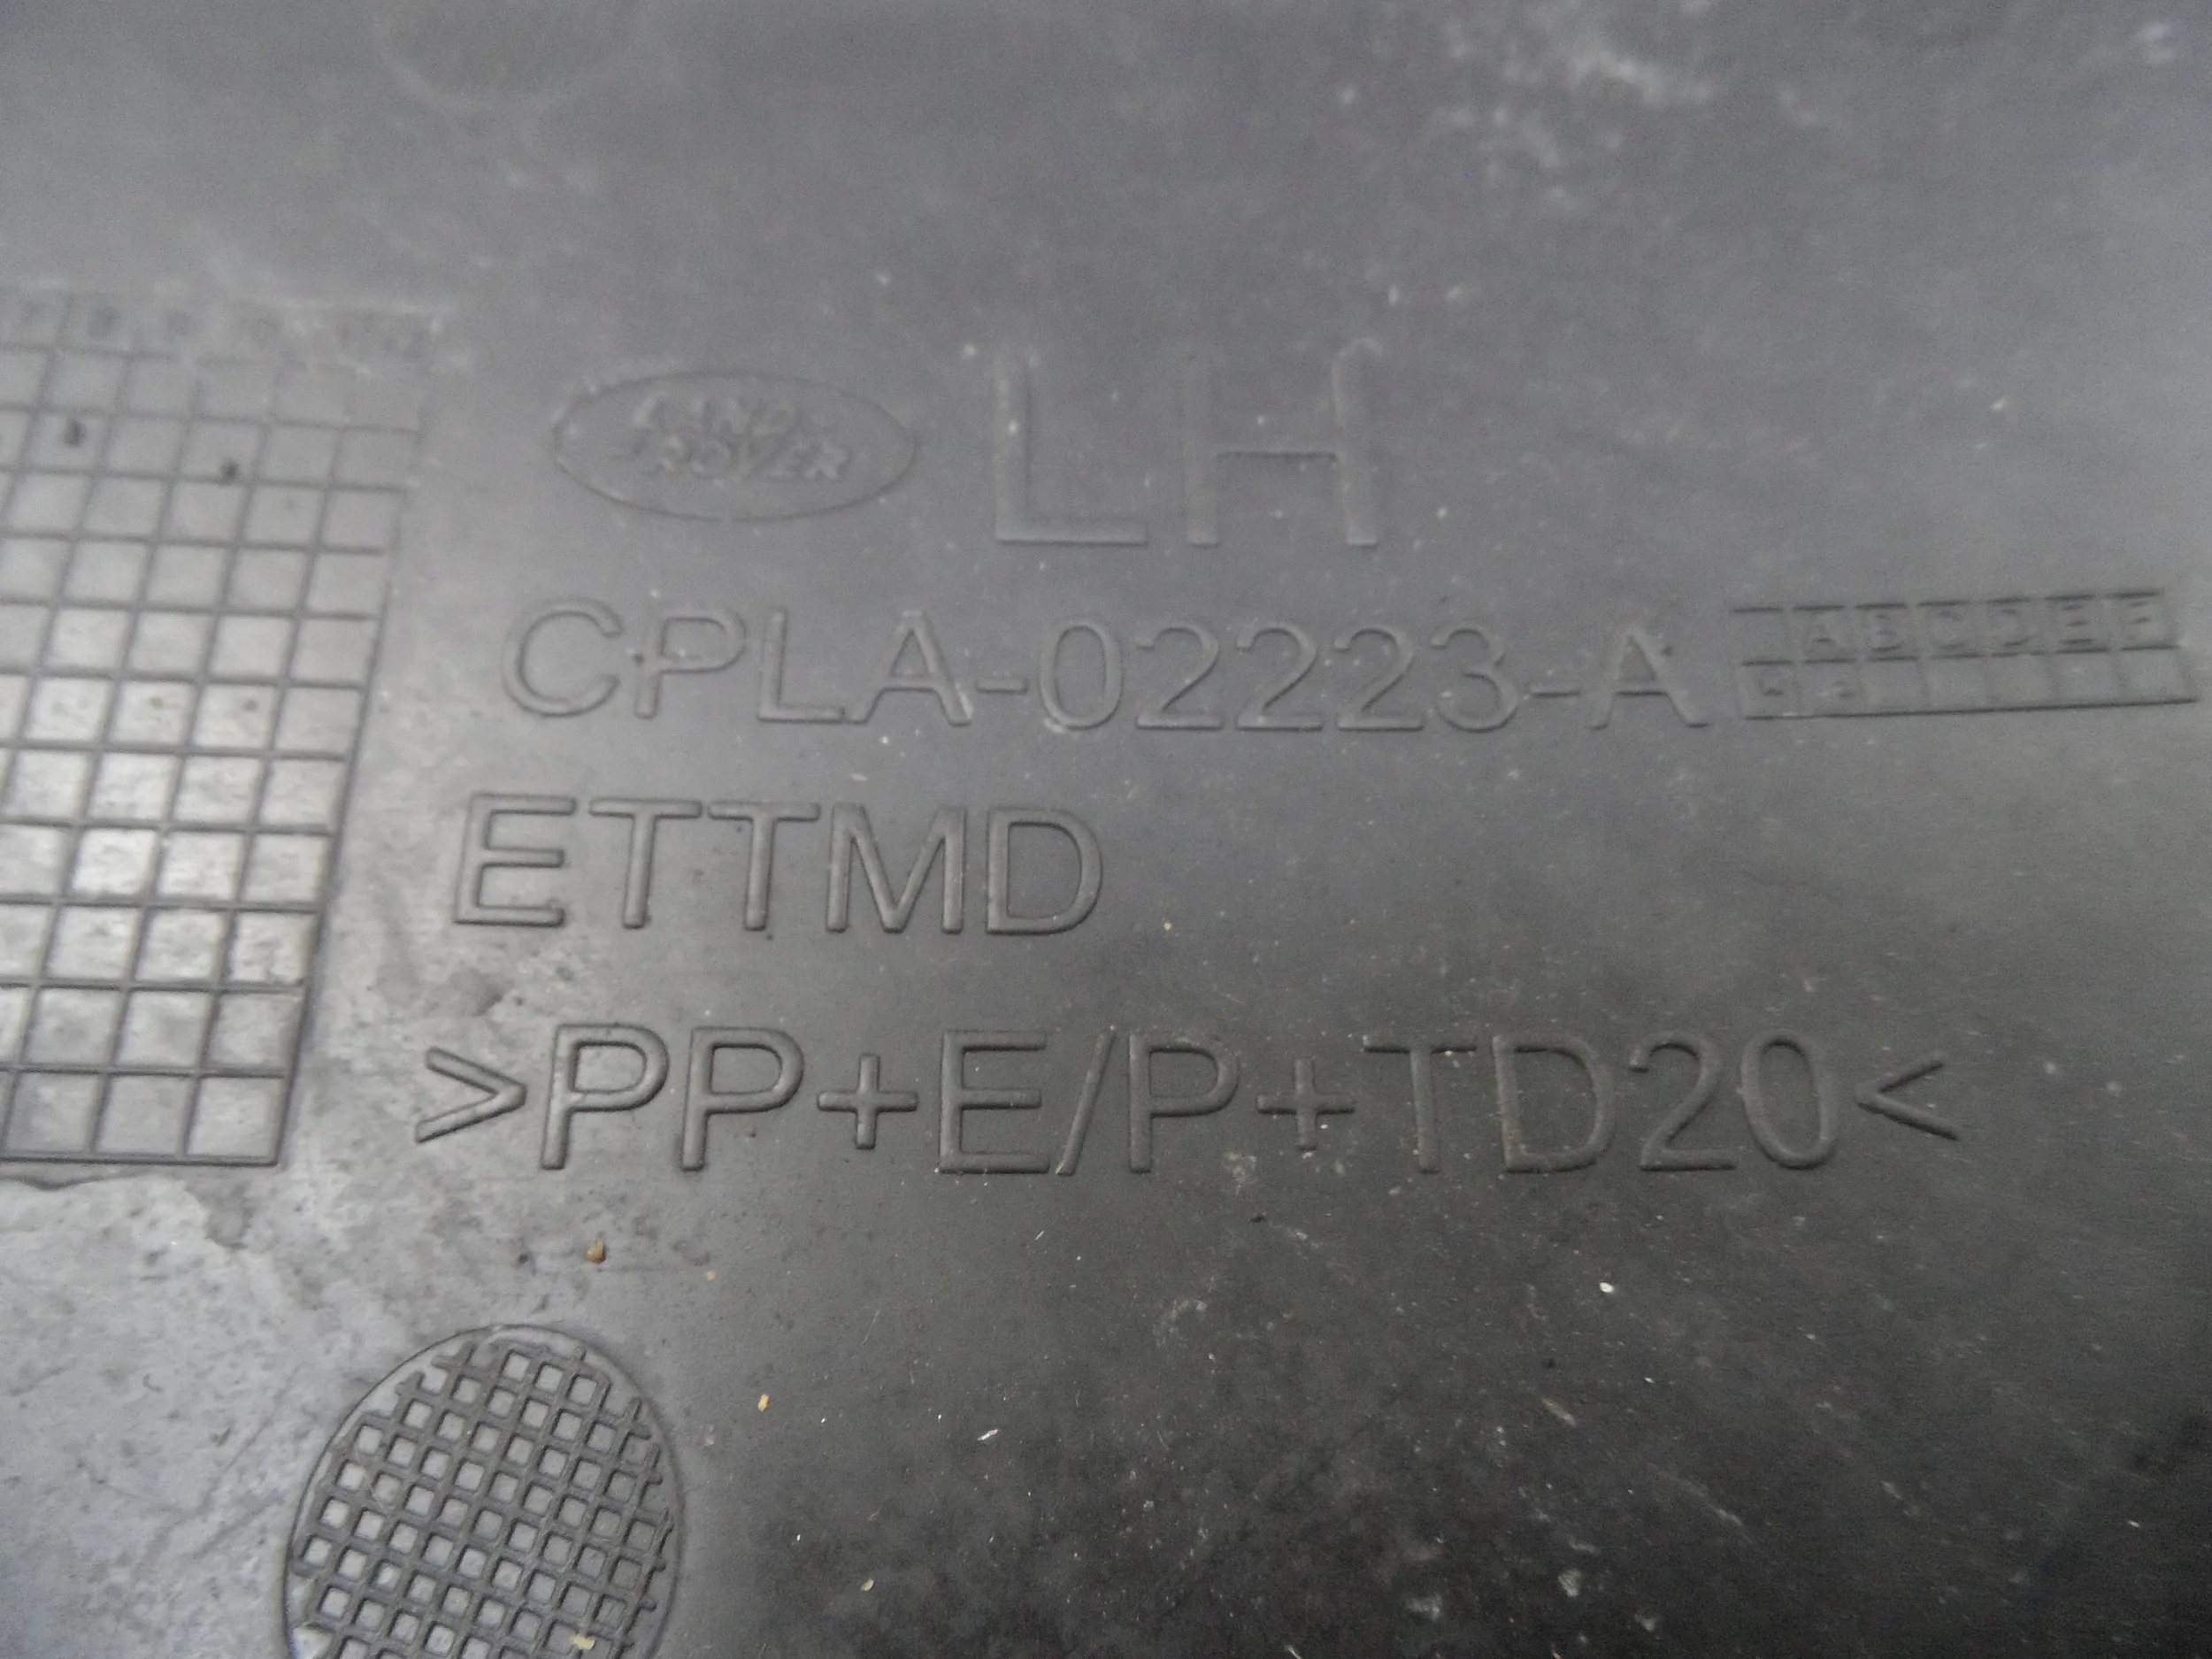 LAND
ROVER
LH
CPLA-02223-A
A B C D E F
ETTMD
>PP+E/P+TD20<